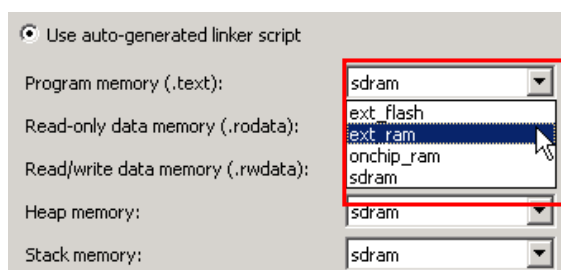 Use auto-generated linker script
Program memory (.text): sdram
ext_flash
Read-only data memory (.rodata): ext_ram
onchip_ram
Read/write data memory (.rwdata): sdram
Heap memory: sdram
Stack memory: sdram